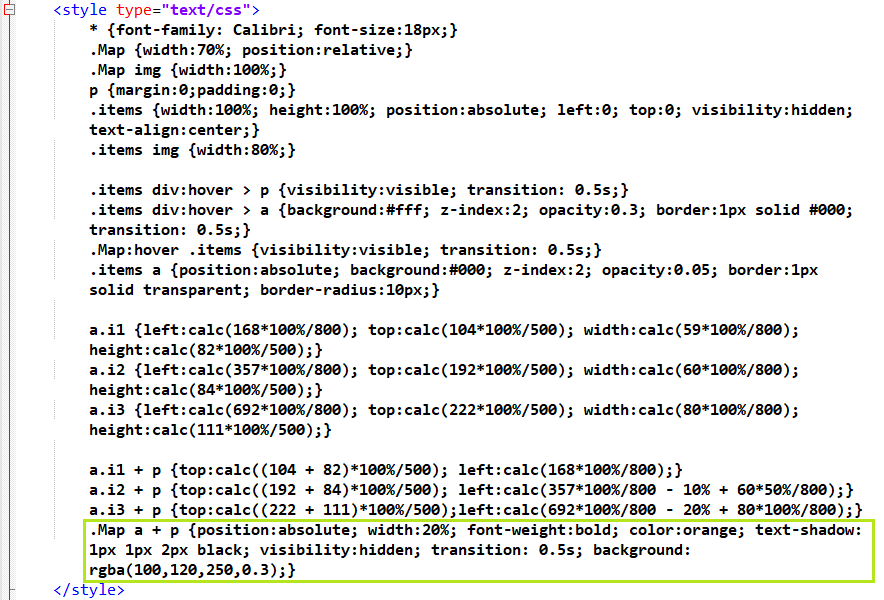 <style type="text/css">
* {font-family: Calibri; font-size:18px;}
.Map {width:70%; position:relative;}
.Map img {width:100%;}
p {margin:0;padding:0;}
.items {width:100%; height:100%; position:absolute; left:0; top:0; visibility:hidden;
text-align:center;}
.items img {width:80%;}
.items div:hover > p {visibility:visible; transition: 0.5s;}
.items div:hover > a {background:#fff; z-index:2; opacity:0.3; border:1px solid #000;
transition: 0.5s;}
.Map:hover .items {visibility:visible; transition: 0.5s;}
.items a {position:absolute; background:#000; z-index:2; opacity:0.05; border:1px
solid transparent; border-radius:10px;}
a.i1 {left:calc(168*100%/800); top:calc(104*100%/500); width:calc(59*100%/800);
height:calc(82*100%/500);}
a.i2 {left:calc(357*100%/800); top:calc(192*100%/500); width:calc(60*100%/800);
height:calc(84*100%/500);}
a.i3 {left:calc(692*100%/800); top:calc(222*100%/500); width:calc(80*100%/800);
height:calc(111*100%/500);}
a.i1 + p {top:calc((104 + 82)*100%/500); left:calc(168*100%/800);}
a.i2 + p {top:calc((192 + 84)*100%/500);left:calc(357*100%/800 - 10% + 60*50%/800);}
a.i3 + p {top:calc((222 + 111)*100%/500);left:calc(692*100%/800 - 20% + 80*100%/800);}
.Map a + p {position:absolute; width:20%; font-weight:bold; color:orange; text-shadow:
1px 1px 2px black; visibility:hidden; transition: 0.5s; background:
rgba(100,120,250,0.3);}
</style>